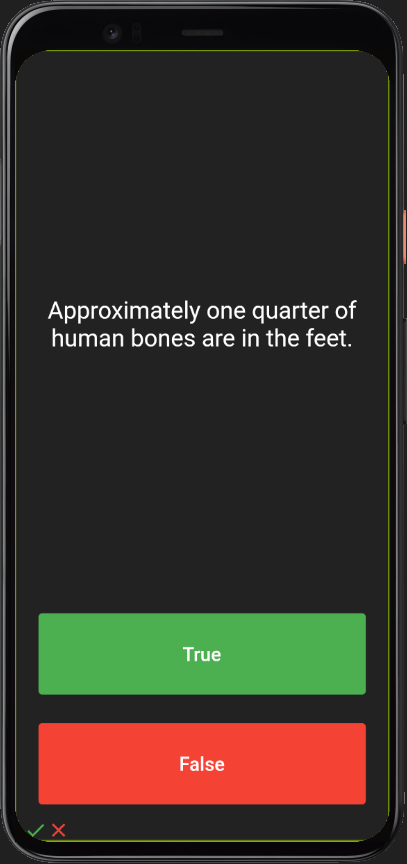 Approximately one quarter of
human bones are in the feet.
True
False